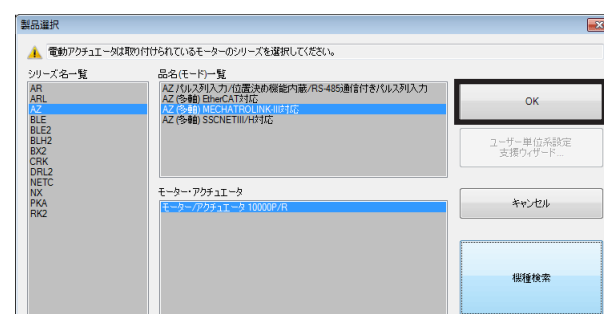 製品選択
電動アクチュエータは取り付けられているモーターのシリーズを選択してください。
シリーズ名一覧
AR
ARL
AZ
BLE
BLE2
BLH2
BX2
CRK
DRL2
NETC
NX
PKA
RK2
品名(モード)一覧
AZ パルス列入力/位置決め機能内蔵/RS-485通信付きパルス列入力
AZ (多軸) EtherCAT対応
AZ (多軸) MECHATROLINK-III対応
AZ (多軸) SSCNETIII/H対応
モーター・アクチュエータ
モーター/アクチュエータ 10000P/R
OK
ユーザー単位系設定
支援ウィザード...
キャンセル
機種検索